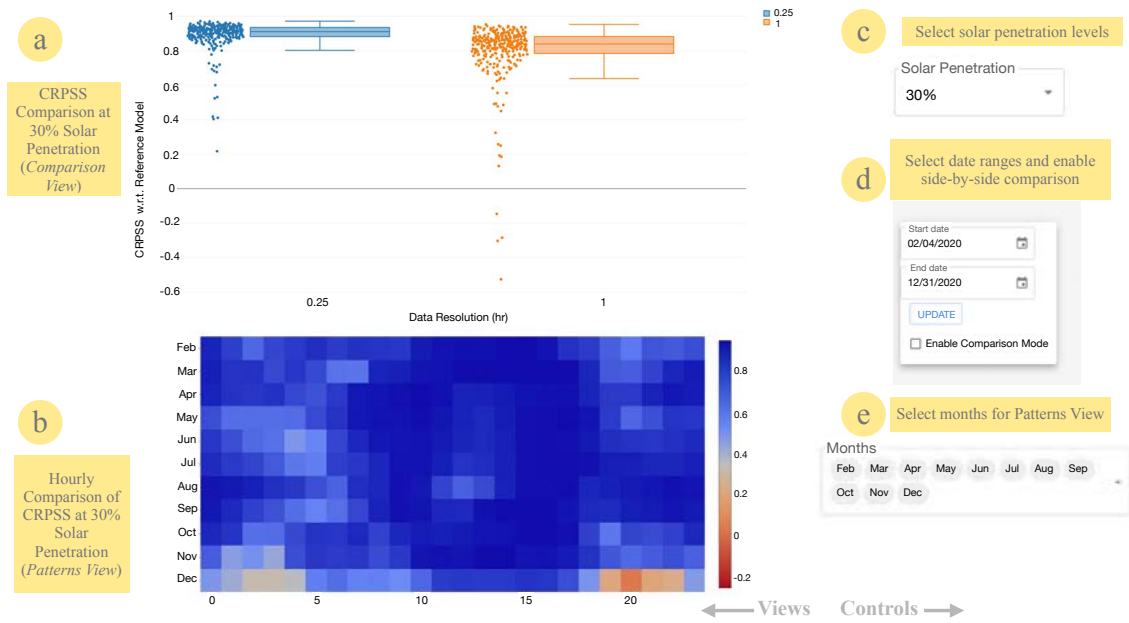 a
CRPSS
Comparison at
30% Solar
Penetration
(Comparison
View)
CRPSS w.r.t. Reference Model
1
0.8
0.6
0.4
0.2
0
-0.2
-0.4
-0.6
0.25
1
Data Resolution (hr)
0.25
1
b
Hourly
Comparison of
CRPSS at 30%
Solar
Penetration
(Patterns View)
Feb
Mar
Apr
May
Jun
Jul
Aug
Sep
Oct
Nov
Dec
0
5
10
15
20
0.8
0.6
0.4
0.2
0
-0.2
c
Select solar penetration levels
Solar Penetration
30%
d
Select date ranges and enable
side-by-side comparison
Start date
02/04/2020
End date
12/31/2020
UPDATE
Enable Comparison Mode
e
Select months for Patterns View
Months
Feb Mar Apr May Jun Jul Aug Sep
Oct Nov Dec
Views Controls